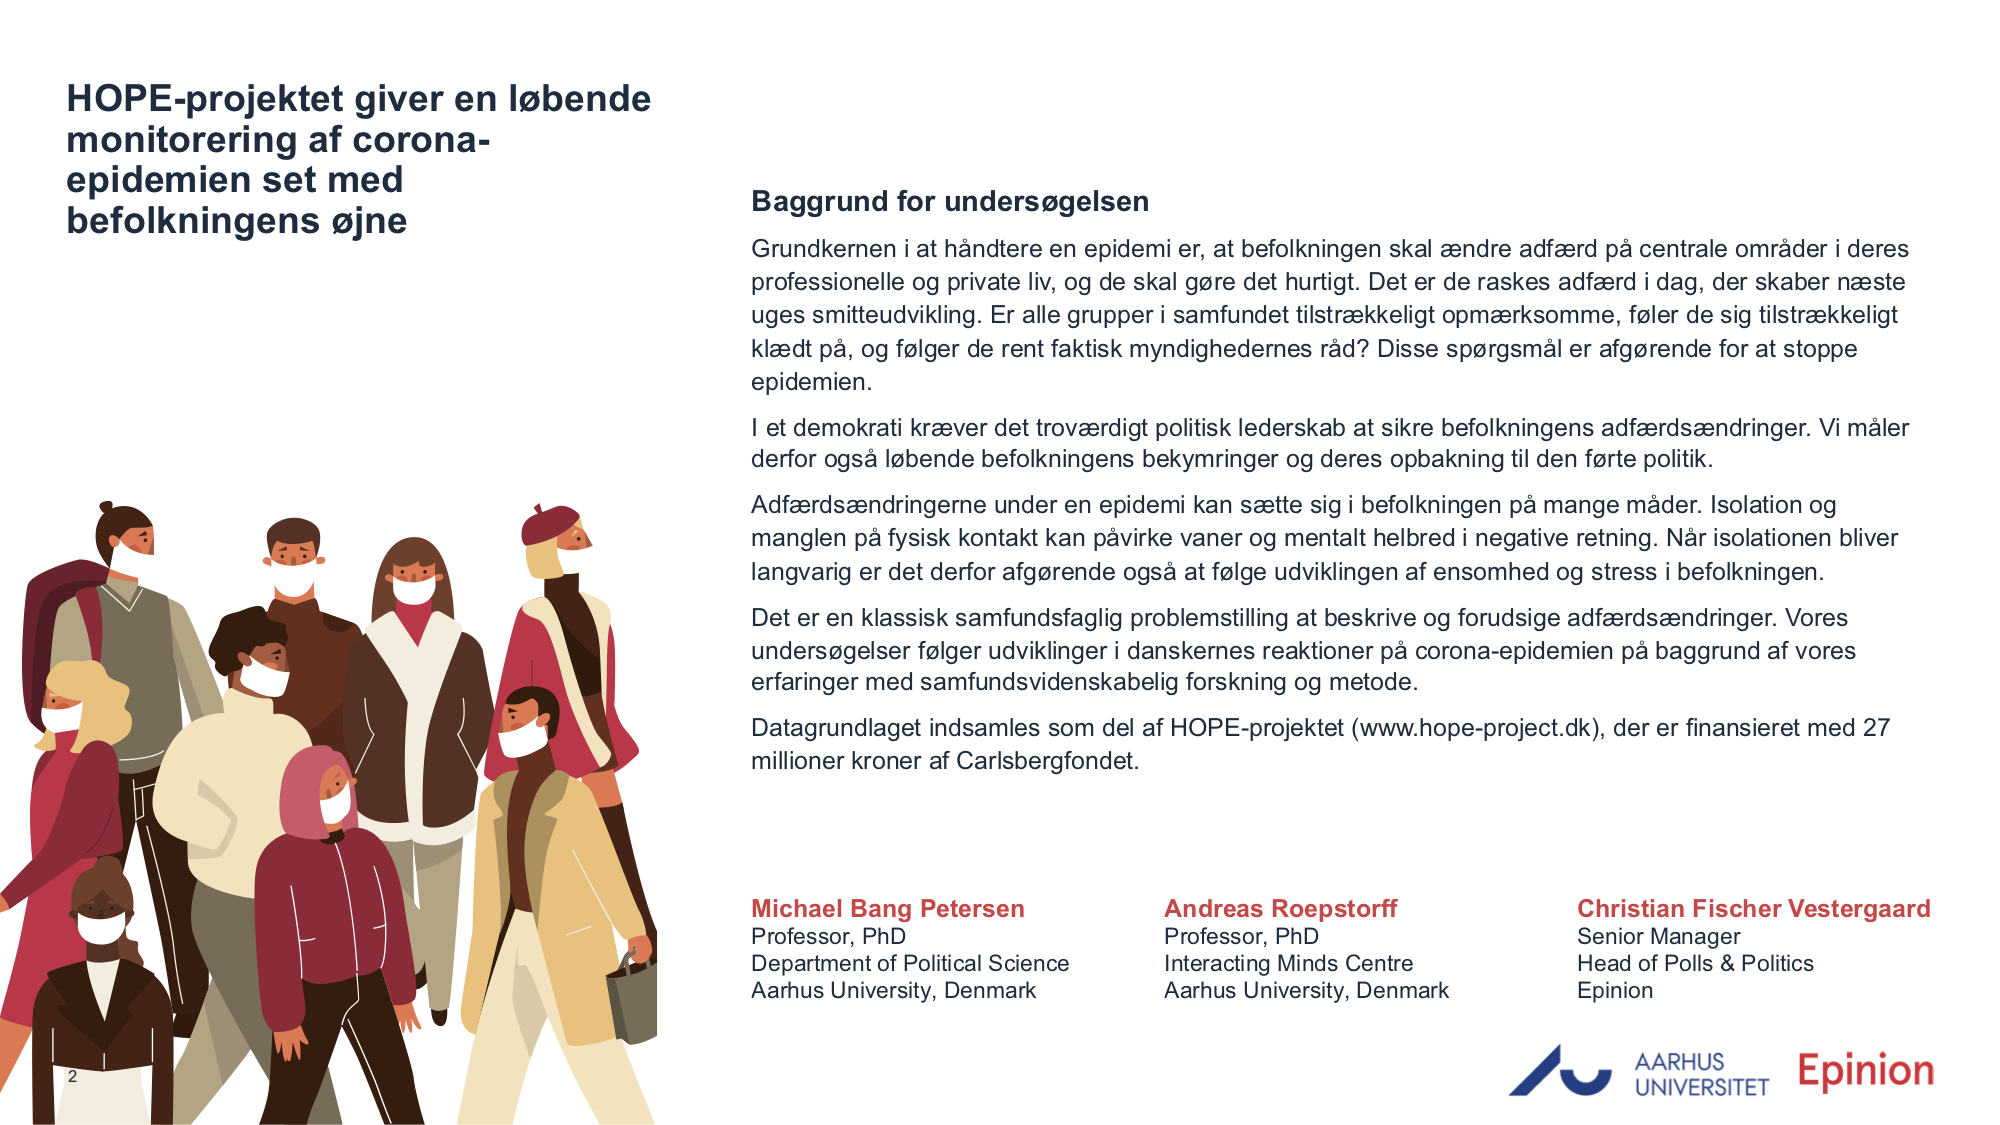 HOPE-projektet giver en løbende
monitorering af corona-
epidemien set med
befolkningens øjne
Baggrund for undersøgelsen
Grundkernen i at håndtere en epidemi er, at befolkningen skal ændre adfærd på centrale områder i deres
professionelle og private liv, og de skal gøre det hurtigt. Det er de raskes adfærd i dag, der skaber næste
uges smitteudvikling. Er alle grupper i samfundet tilstrækkeligt opmærksomme, føler de sig tilstrækkeligt
klædt på, og følger de rent faktisk myndighedernes råd? Disse spørgsmål er afgørende for at stoppe
epidemien.
I et demokrati kræver det troværdigt politisk lederskab at sikre befolkningens adfærdsændringer. Vi måler
derfor også løbende befolkningens bekymringer og deres opbakning til den førte politik.
Adfærdsændringerne under en epidemi kan sætte sig i befolkningen på mange måder. Isolation og
manglen på fysisk kontakt kan påvirke vaner og mentalt helbred i negative retning. Når isolationen bliver
langvarig er det derfor afgørende også at følge udviklingen af ensomhed og stress i befolkningen.
Det er en klassisk samfundsfaglig problemstilling at beskrive og forudsige adfærdsændringer. Vores
undersøgelser følger udviklinger i danskernes reaktioner på corona-epidemien på baggrund af vores
erfaringer med samfundsvidenskabelig forskning og metode.
Datagrundlaget indsamles som del af HOPE-projektet (www.hope-project.dk), der er finansieret med 27
millioner kroner af Carlsbergfondet.
Michael Bang Petersen
Professor, PhD
Department of Political Science
Aarhus University, Denmark
Andreas Roepstorff
Professor, PhD
Interacting Minds Centre
Aarhus University, Denmark
Christian Fischer Vestergaard
Senior Manager
Head of Polls & Politics
Epinion
2
AARHUS
UNIVERSITET
Epinion